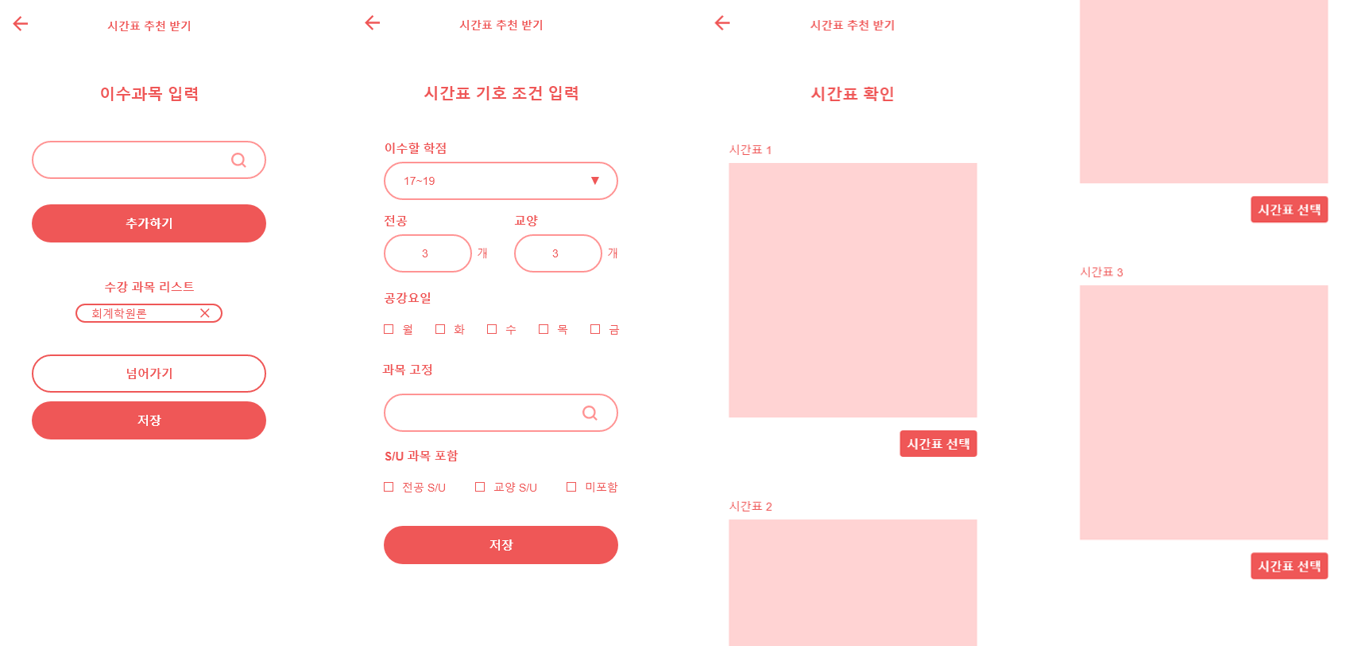 시간표 추천 받기
이수과목 입력
추가하기
수강 과목 리스트
회계학원론
넘어가기
저장
시간표 추천 받기
시간표 기호 조건 입력
이수할 학점
17~19 ▼
전공 교양
3 개 3 개
공강요일
월 화 수 목 금
과목 고정
S/U 과목 포함
전공 S/U 교양 S/U 미포함
저장
시간표 추천 받기
시간표 확인
시간표 1
시간표 선택
시간표 2
시간표 선택
시간표 3
시간표 선택